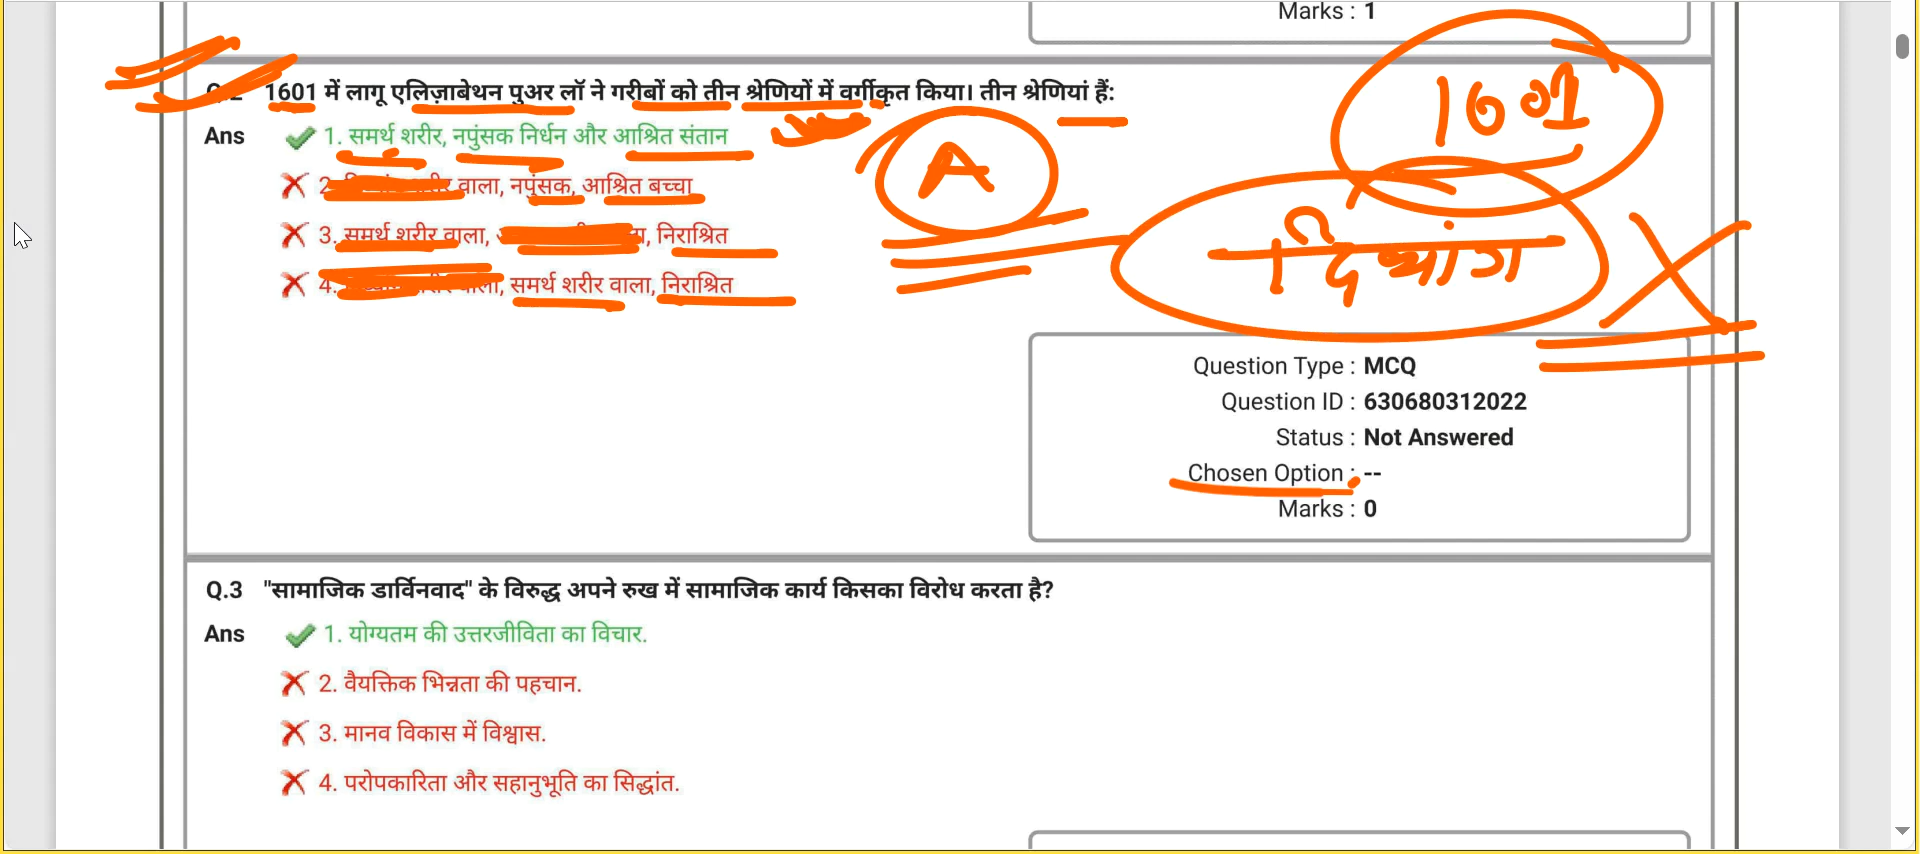 Marks : 1
1601 में लागू एलिज़ाबेथन पुअर लॉ ने गरीबों को तीन श्रेणियों में वर्गीकृत किया। तीन श्रेणियां हैं:
1601
Ans 1. समर्थ शरीर, नपुंसक निर्धन और आश्रित संतान
A
2. वाला, नपुंसक, आश्रित बच्चा
3. समर्थ शरीर वाला, निराश्रित
दिव्यांग
4. समर्थ शरीर वाला, निराश्रित
Question Type : MCQ
Question ID : 630680312022
Status : Not Answered
Chosen Option : --
Marks : 0
Q.3 "सामाजिक डार्विनवाद" के विरुद्ध अपने रुख में सामाजिक कार्य किसका विरोध करता है?
Ans 1. योग्यतम की उत्तरजीविता का विचार.
2. वैयक्तिक भिन्नता की पहचान.
3. मानव विकास में विश्वास.
4. परोपकारिता और सहानुभूति का सिद्धांत.